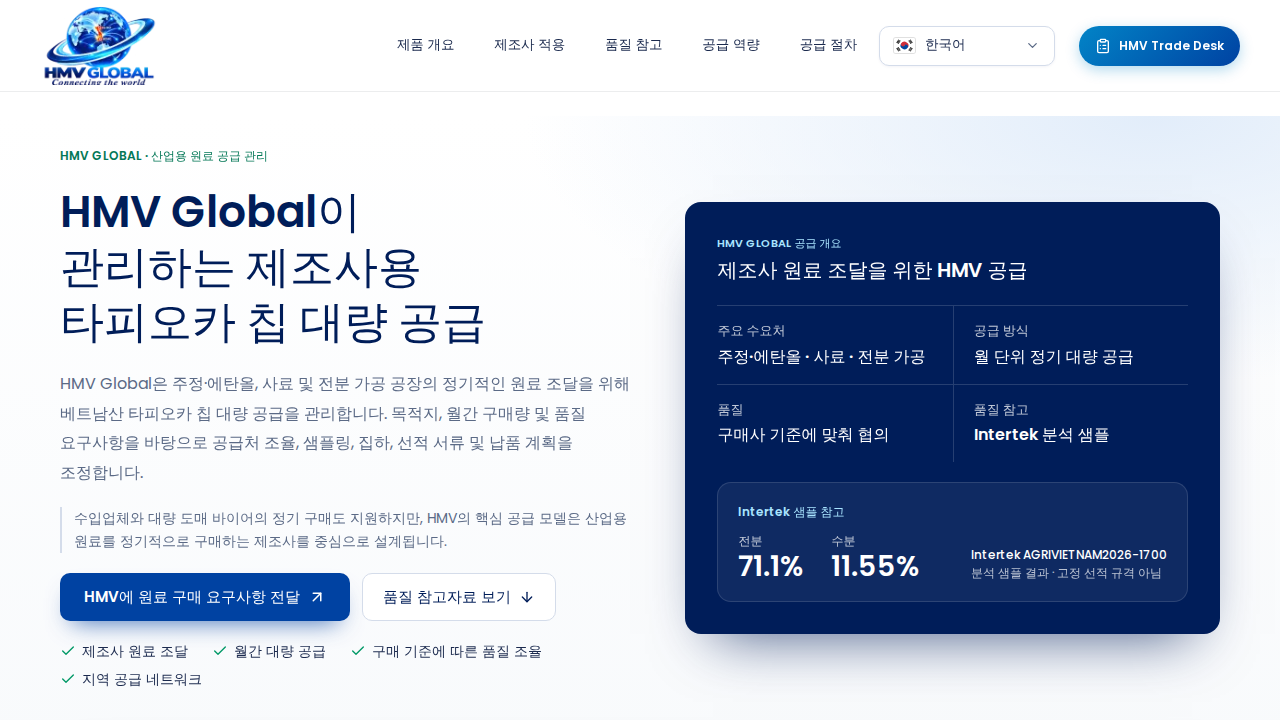 HMV GLOBAL
Connecting the world
제품 개요
제조사 적용
품질 참고
공급 역량
공급 절차
한국어
HMV Trade Desk
HMV GLOBAL · 산업용 원료 공급 관리
HMV Global이
관리하는 제조사용
타피오카 칩 대량 공급
HMV Global은 주정·에탄올, 사료 및 전분 가공 공장의 정기적인 원료 조달을 위해
베트남산 타피오카 칩 대량 공급을 관리합니다. 목적지, 월간 구매량 및 품질
요구사항을 바탕으로 공급처 조율, 샘플링, 집하, 선적 서류 및 납품 계획을
조정합니다.
수입업체와 대량 도매 바이어의 정기 구매도 지원하지만, HMV의 핵심 공급 모델은 산업용
원료를 정기적으로 구매하는 제조사를 중심으로 설계됩니다.
HMV에 원료 구매 요구사항 전달
품질 참고자료 보기
제조사 원료 조달
월간 대량 공급
구매 기준에 따른 품질 조율
지역 공급 네트워크
HMV GLOBAL 공급 개요
제조사 원료 조달을 위한 HMV 공급
주요 수요처
주정·에탄올 · 사료 · 전분 가공
공급 방식
월 단위 정기 대량 공급
품질
구매사 기준에 맞춰 협의
품질 참고
Intertek 분석 샘플
Intertek 샘플 참고
전분
71.1%
수분
11.55%
Intertek AGRIVIETNAM2026-1700
분석 샘플 결과 · 고정 선적 규격 아님